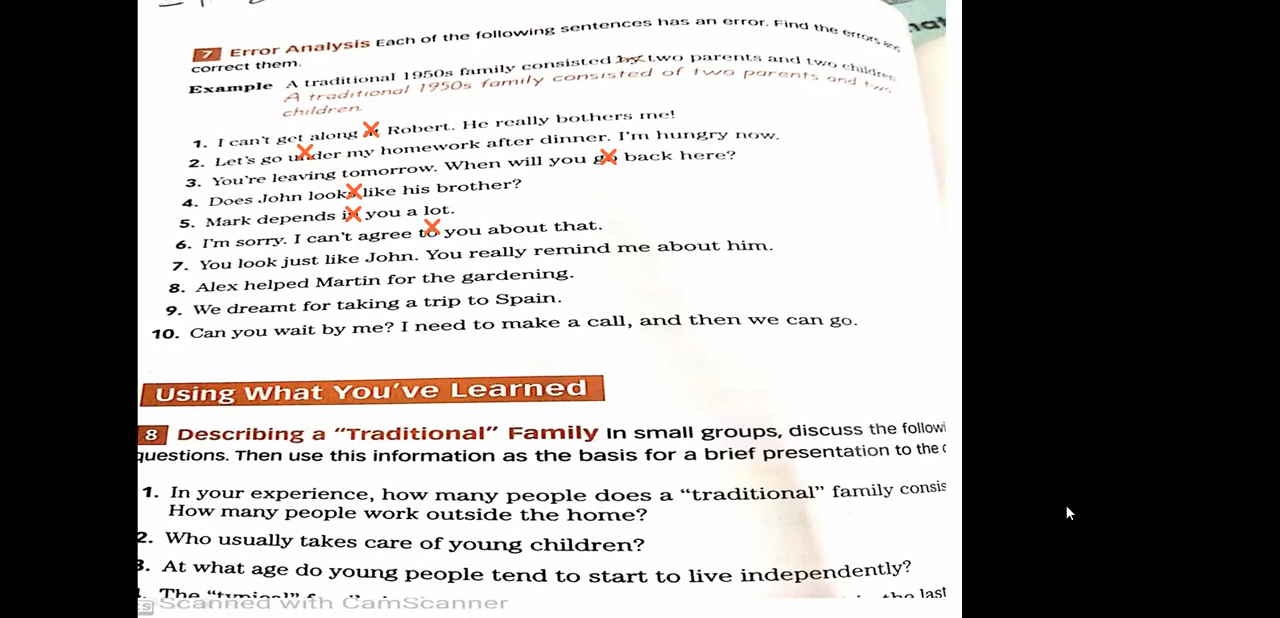 7 Error Analysis Each of the following sentences has an error. Find the errors and
correct them.
Example A traditional 1950s family consisted by two parents and two children.
A traditional 1950s family consisted of two parents and two
children.
1. I can't get along at Robert. He really bothers me!
2. Let's go under my homework after dinner. I'm hungry now.
3. You're leaving tomorrow. When will you go back here?
4. Does John looks like his brother?
5. Mark depends in you a lot.
6. I'm sorry. I can't agree to you about that.
7. You look just like John. You really remind me about him.
8. Alex helped Martin for the gardening.
9. We dreamt for taking a trip to Spain.
10. Can you wait by me? I need to make a call, and then we can go.
Using What You've Learned
8 Describing a "Traditional" Family In small groups, discuss the followi
questions. Then use this information as the basis for a brief presentation to the
1. In your experience, how many people does a "traditional" family consis
How many people work outside the home?
2. Who usually takes care of young children?
3. At what age do young people tend to start to live independently?
The "typical" the last
Scanned with CamScanner